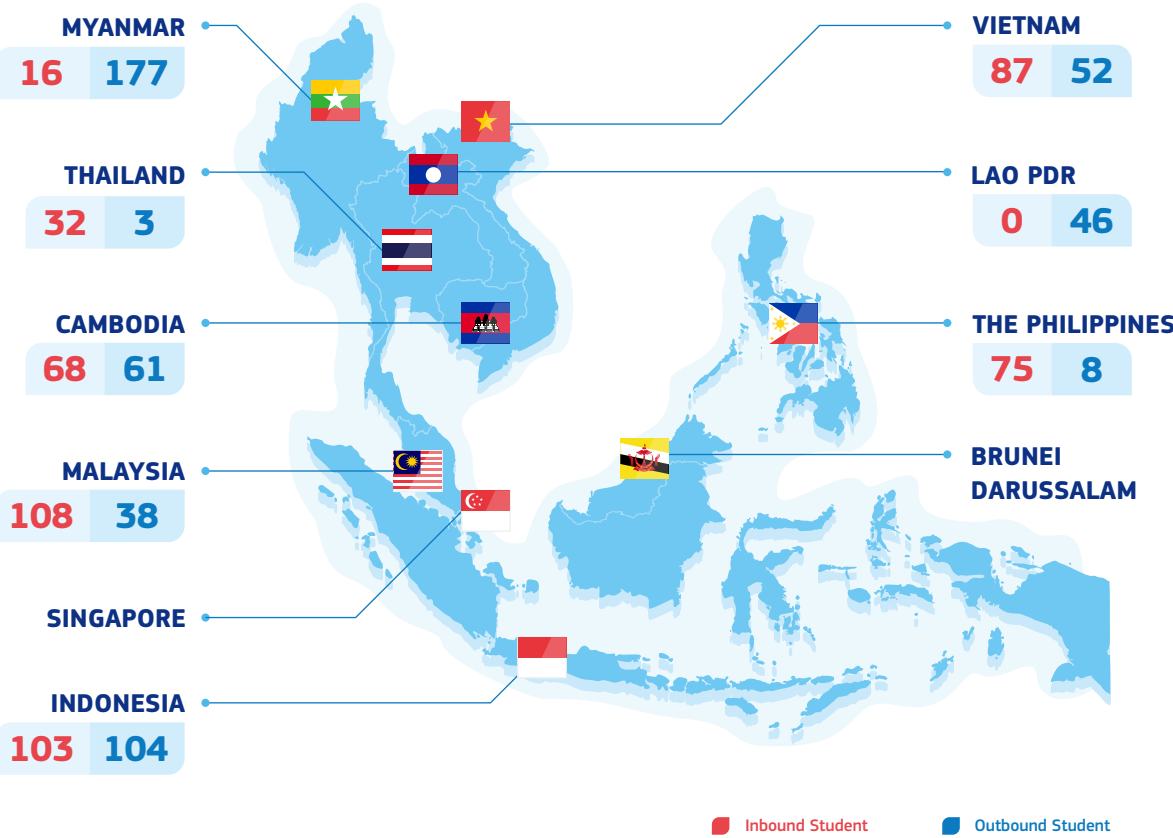 MYANMAR
16 177
THAILAND
32 3
CAMBODIA
68 61
MALAYSIA
108 38
SINGAPORE
INDONESIA
103 104
VIETNAM
87 52
LAO PDR
0 46
THE PHILIPPINES
75 8
BRUNEI
DARUSSALAM
Inbound Student
Outbound Student